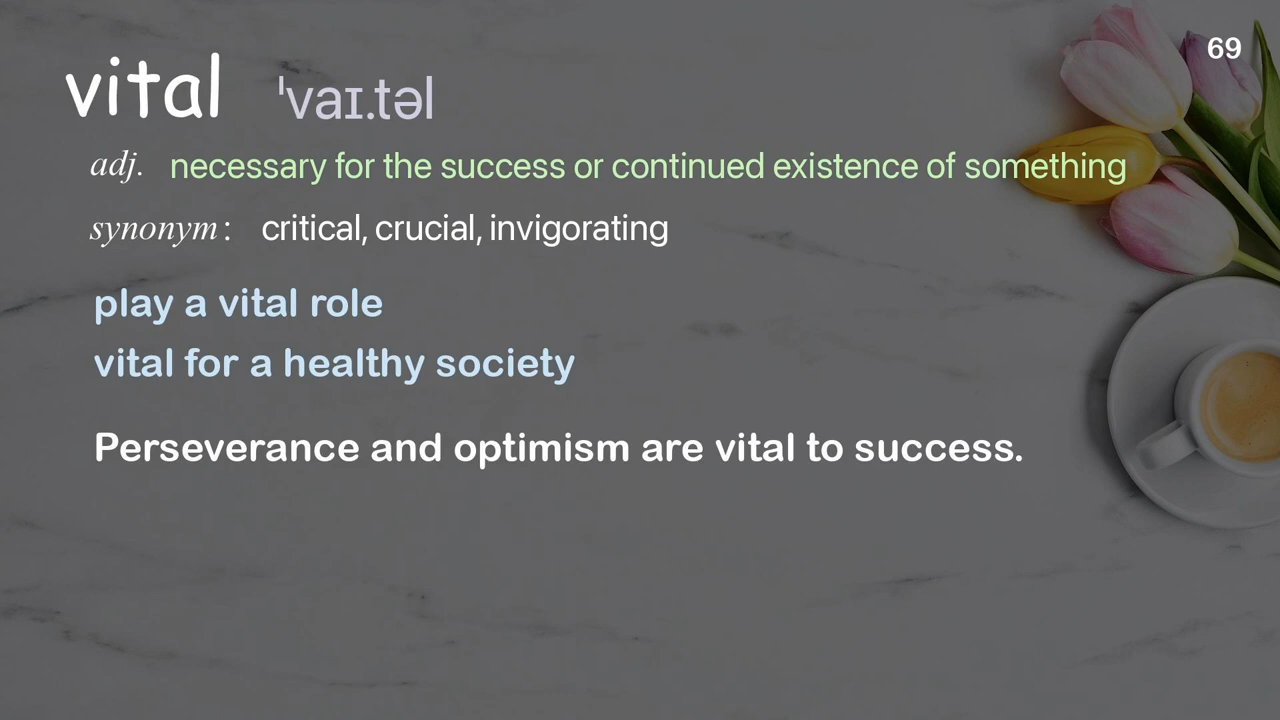 69
vital ˈvaɪ.təl
adj. necessary for the success or continued existence of something
synonym : critical, crucial, invigorating
play a vital role
vital for a healthy society
Perseverance and optimism are vital to success.